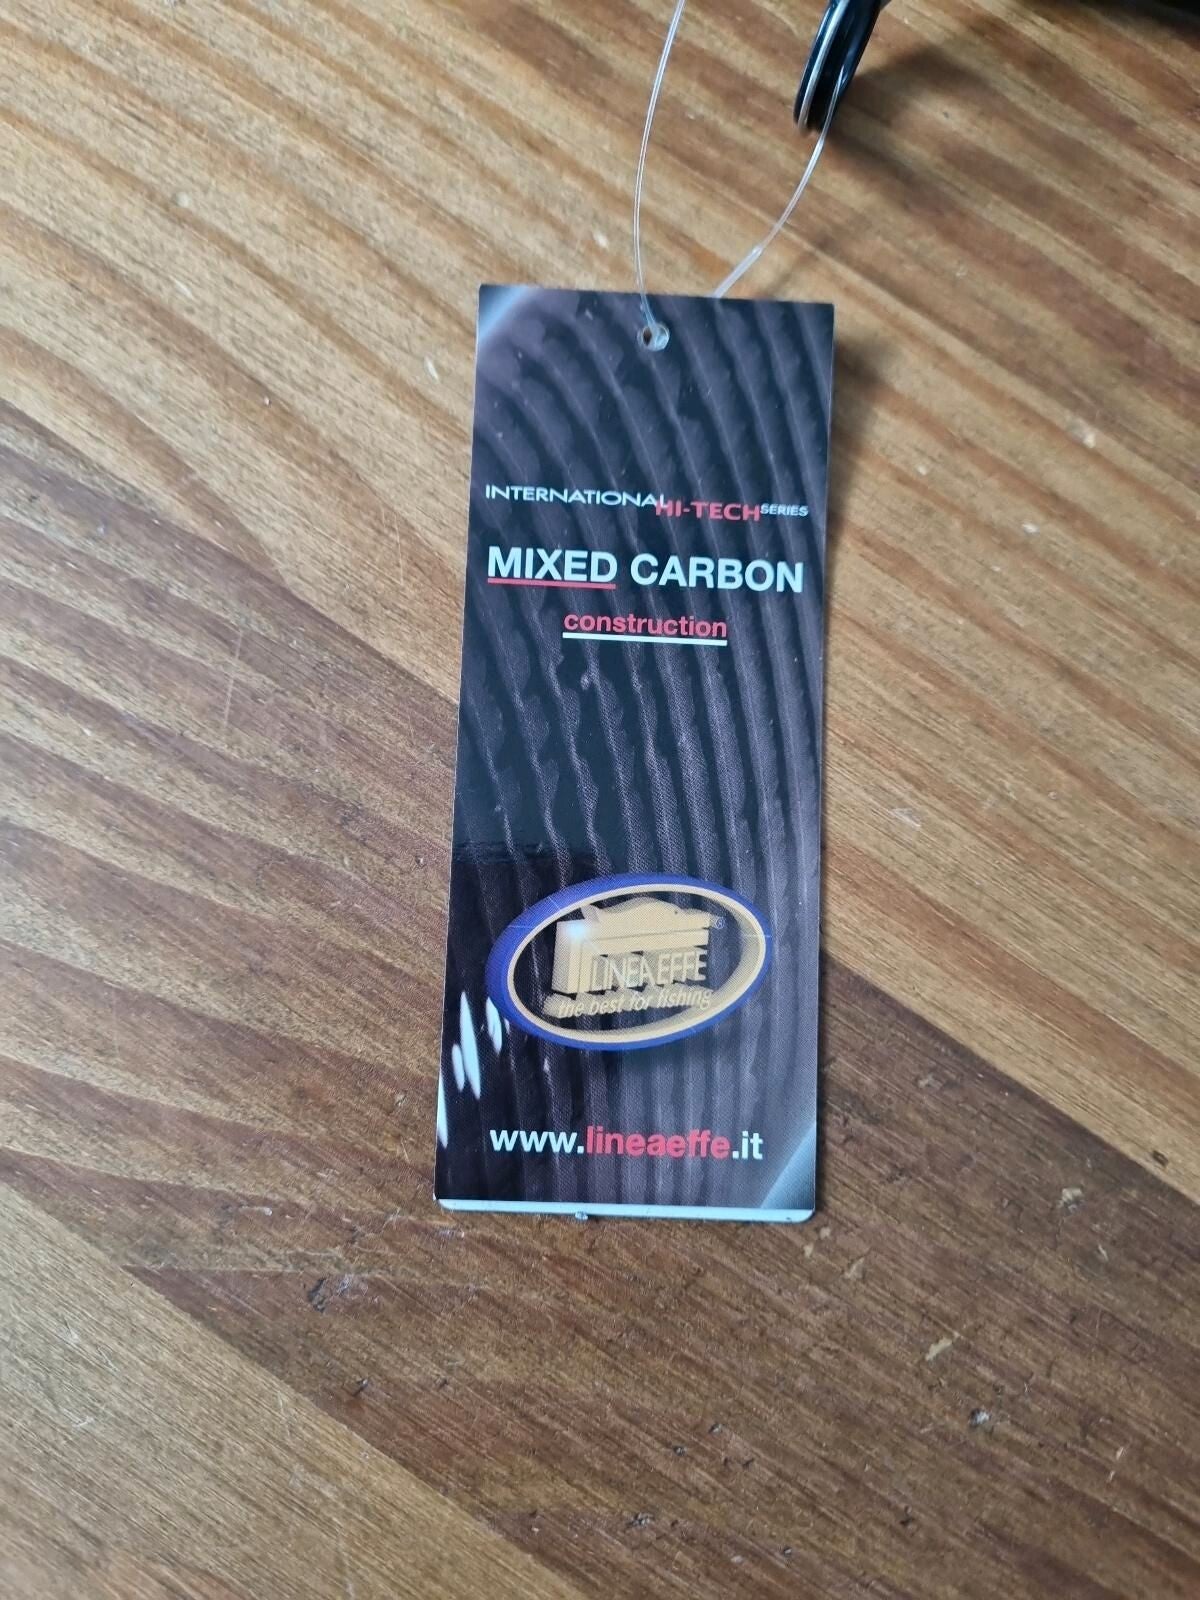 INTERNATIONAL HI-TECH SERIES
MIXED CARBON
construction
®
LINEAEFFE
the best for fishing
www.lineaeffe.it